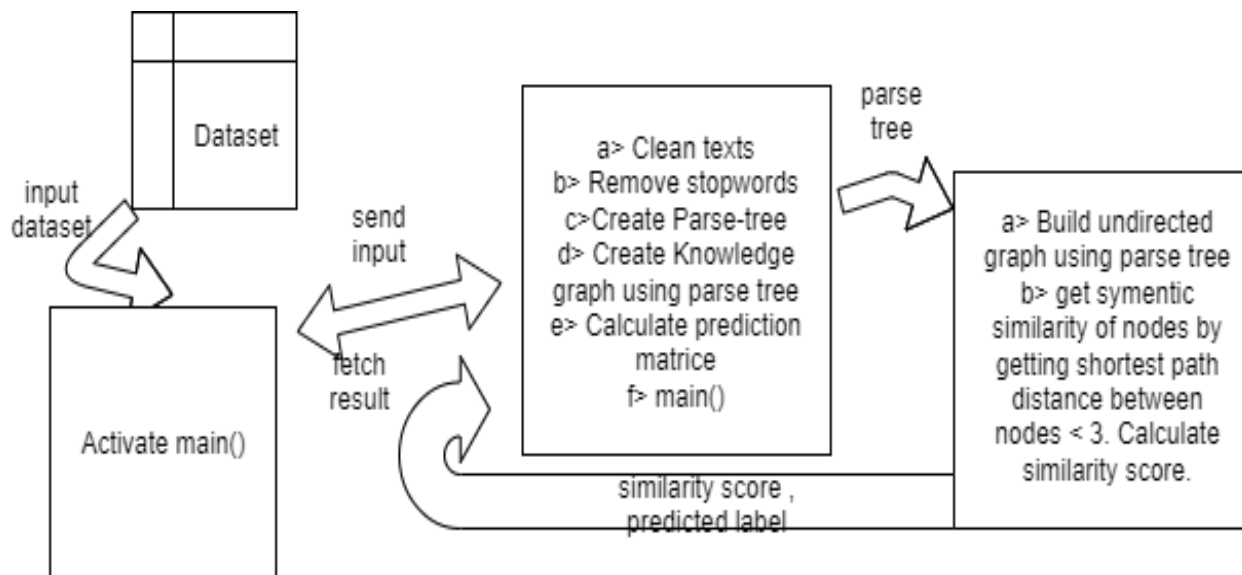 Dataset
input
dataset
Activate main()
send
input
fetch
result
a> Clean texts
b> Remove stopwords
c>Create Parse-tree
d> Create Knowledge
graph using parse tree
e> Calculate prediction
matrice
f> main()
parse
tree
a> Build undirected
graph using parse tree
b> get symentic
similarity of nodes by
getting shortest path
distance between
nodes < 3. Calculate
similarity score.
similarity score ,
predicted label